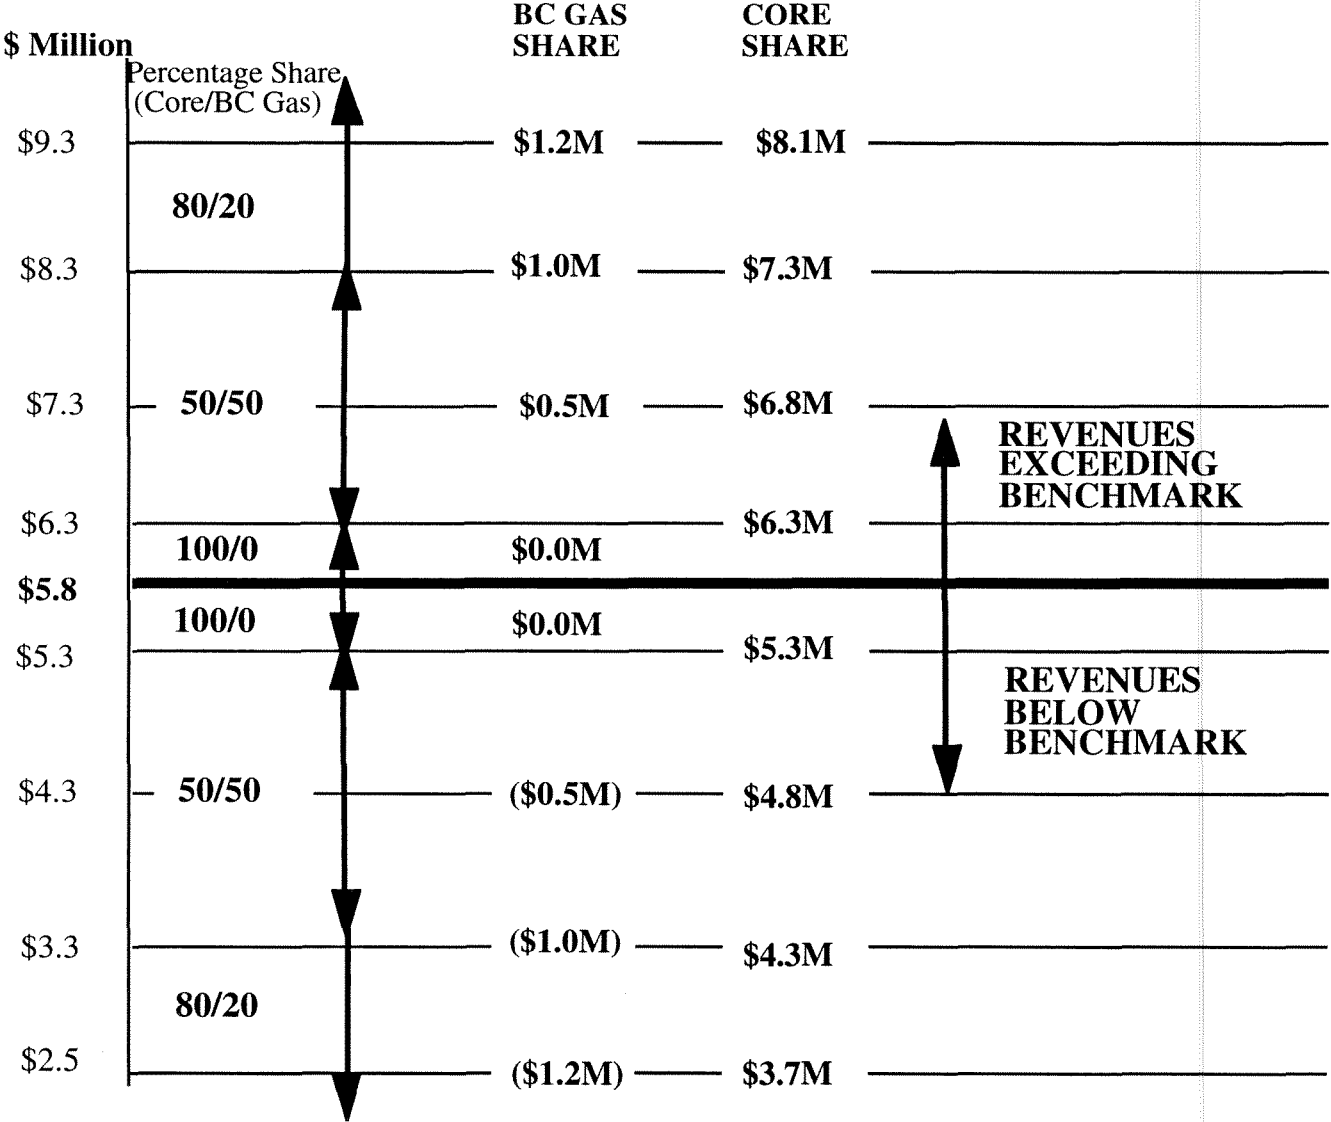 BC GAS CORE
$ Million SHARE SHARE
Percentage Share
(Core/BC Gas)
$9.3 $1.2M $8.1M
80/20
$8.3 $1.0M $7.3M
$7.3 50/50 $0.5M $6.8M
REVENUES
EXCEEDING
BENCHMARK
$6.3 $6.3M
100/0 $0.0M
$5.8
100/0 $0.0M
$5.3 $5.3M
REVENUES
BELOW
BENCHMARK
$4.3 50/50 ($0.5M) $4.8M
$3.3 ($1.0M) $4.3M
80/20
$2.5 ($1.2M) $3.7M